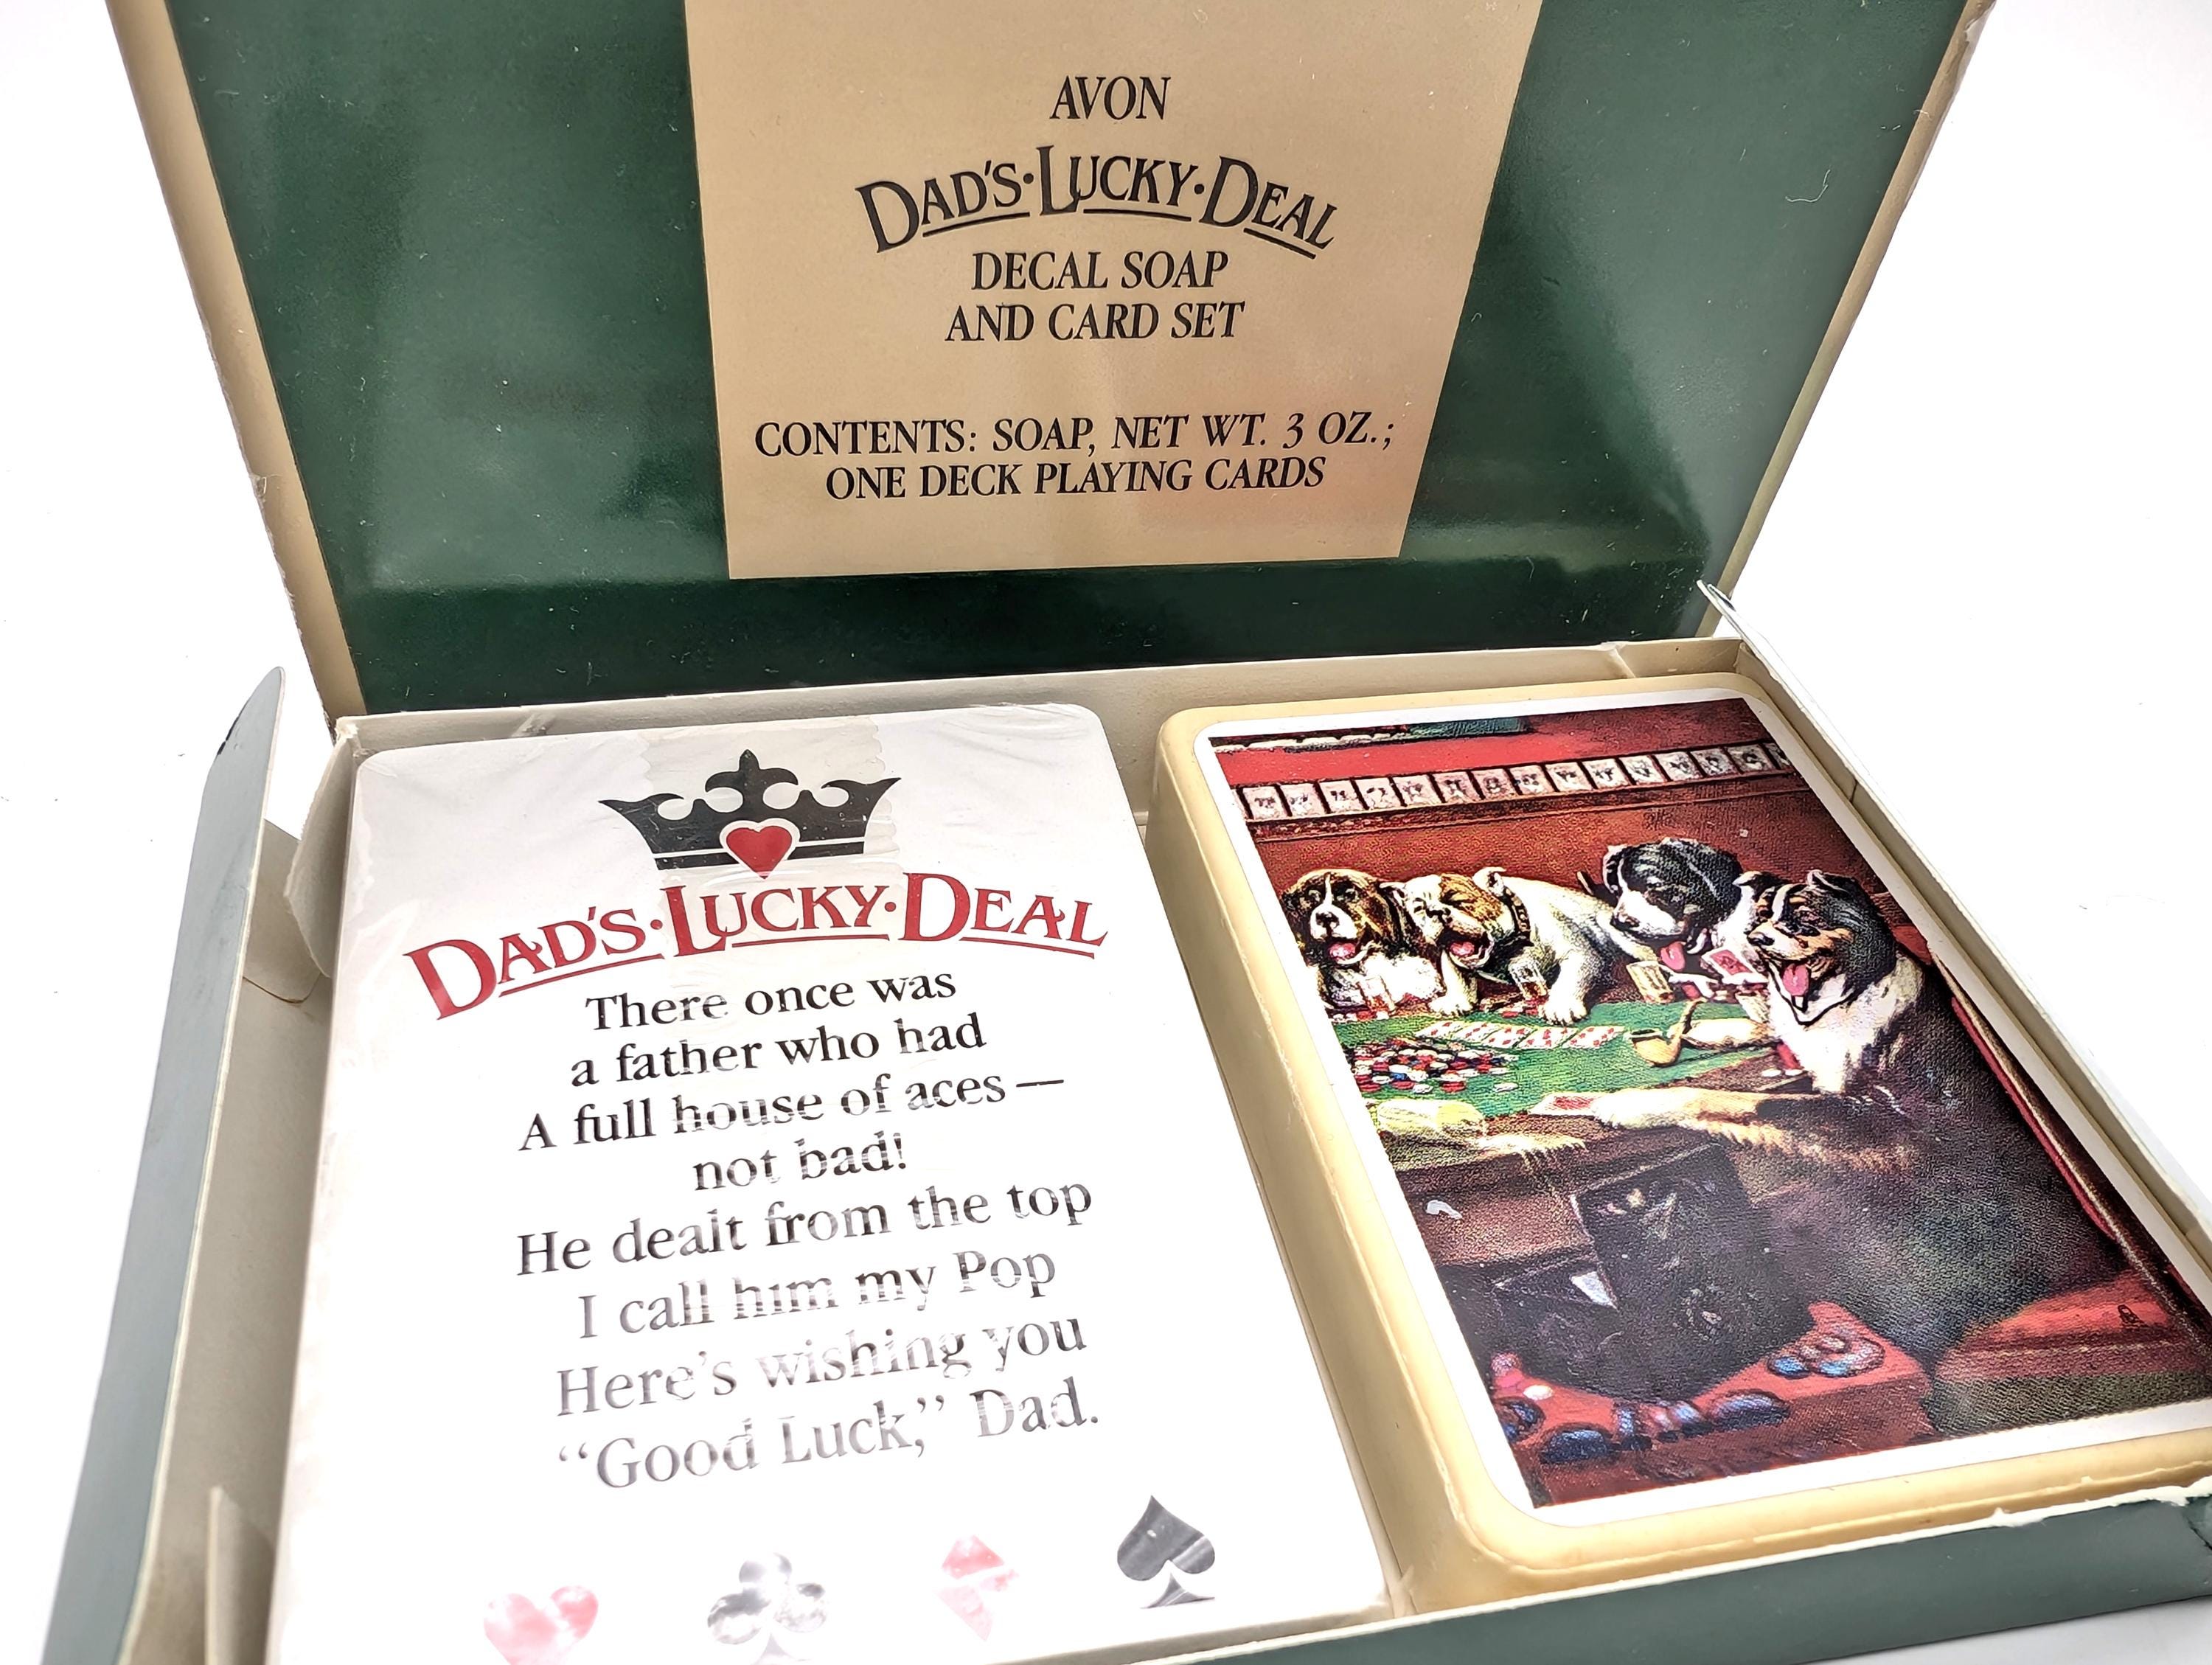 AVON
DAD'S·LUCKY·DEAL
DECAL SOAP
AND CARD SET
CONTENTS: SOAP, NET WT. 3 OZ.;
ONE DECK PLAYING CARDS
DAD'S·LUCKY·DEAL
There once was
a father who had
A full house of aces —
not bad!
He dealt from the top
I call him my Pop
Here's wishing you
“Good Luck,” Dad.